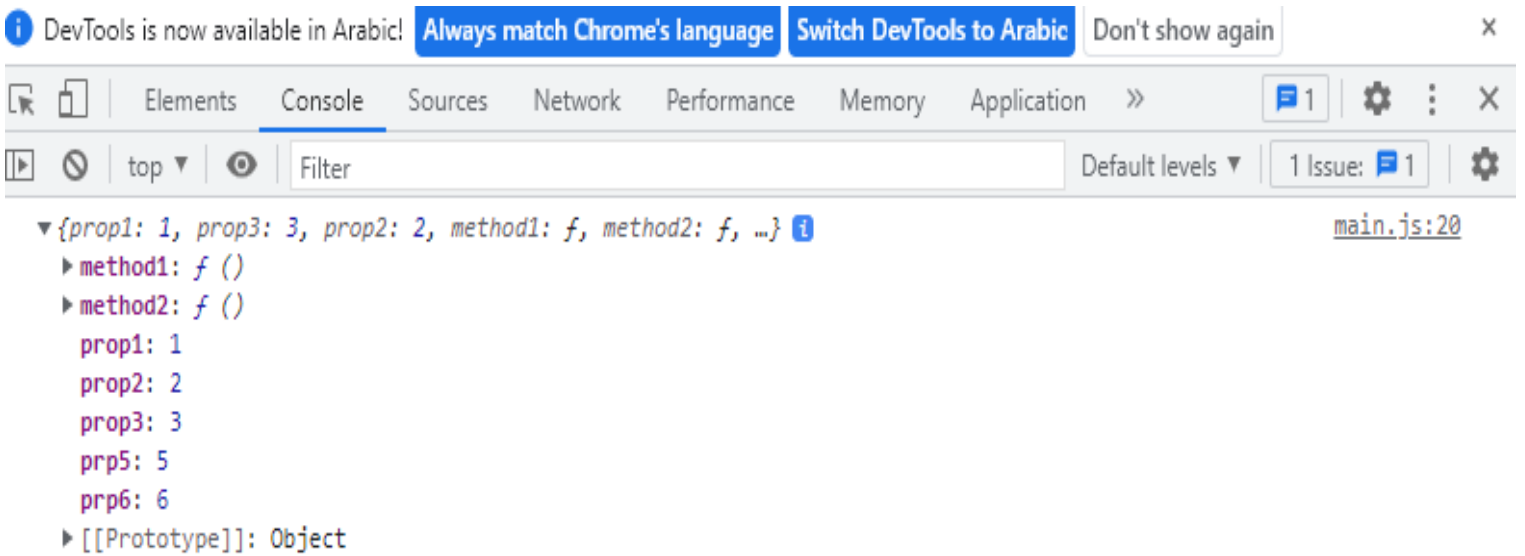 DevTools is now available in Arabic! Always match Chrome's language Switch DevTools to Arabic Don't show again ×
Elements Console Sources Network Performance Memory Application » 1
top ▼ Filter Default levels ▼ 1 Issue: 1
▼{prop1: 1, prop3: 3, prop2: 2, method1: ƒ, method2: ƒ, …} i main.js:20
▶method1: ƒ ()
▶method2: ƒ ()
prop1: 1
prop2: 2
prop3: 3
prp5: 5
prp6: 6
▶[[Prototype]]: Object